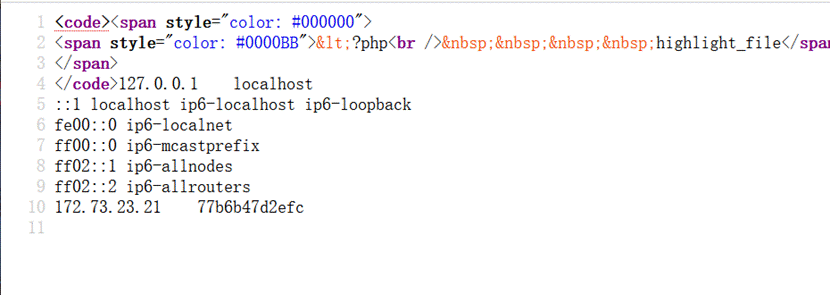 1 <code><span style="color: #000000">
2 <span style="color: #0000BB">&lt;?php<br />&nbsp;&nbsp;&nbsp;&nbsp;highlight_file</span
3 </span>
4 </code>127.0.0.1    localhost
5 ::1 localhost ip6-localhost ip6-loopback
6 fe00::0 ip6-localnet
7 ff00::0 ip6-mcastprefix
8 ff02::1 ip6-allnodes
9 ff02::2 ip6-allrouters
10 172.73.23.21    77b6b47d2efc
11